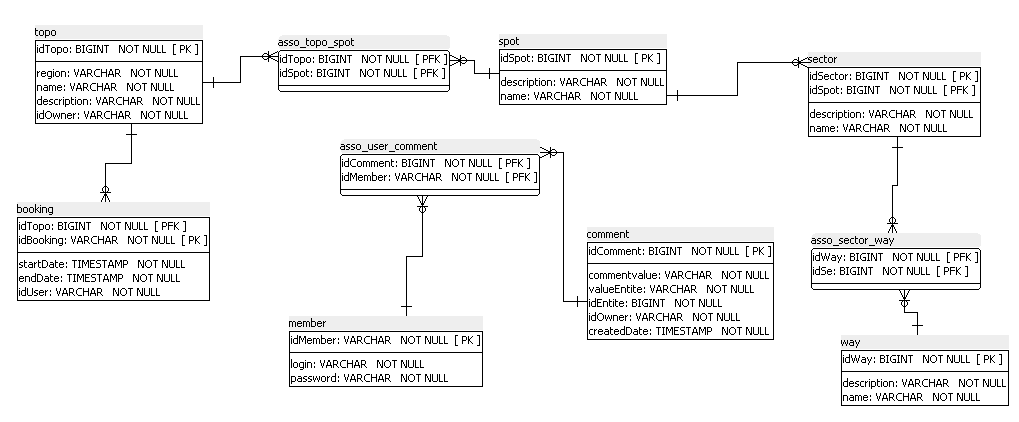 topo
idTopo: BIGINT NOT NULL [ PK ]
region: VARCHAR NOT NULL
name: VARCHAR NOT NULL
description: VARCHAR NOT NULL
idOwner: VARCHAR NOT NULL
asso_topo_spot
idTopo: BIGINT NOT NULL [ PFK ]
idSpot: BIGINT NOT NULL [ PFK ]
spot
idSpot: BIGINT NOT NULL [ PK ]
description: VARCHAR NOT NULL
name: VARCHAR NOT NULL
sector
idSector: BIGINT NOT NULL [ PK ]
idSpot: BIGINT NOT NULL [ PFK ]
description: VARCHAR NOT NULL
name: VARCHAR NOT NULL
asso_user_comment
idComment: BIGINT NOT NULL [ PFK ]
idMember: VARCHAR NOT NULL [ PFK ]
booking
idTopo: BIGINT NOT NULL [ PFK ]
idBooking: VARCHAR NOT NULL [ PK ]
startDate: TIMESTAMP NOT NULL
endDate: TIMESTAMP NOT NULL
idUser: VARCHAR NOT NULL
comment
idComment: BIGINT NOT NULL [ PK ]
commentvalue: VARCHAR NOT NULL
valueEntite: VARCHAR NOT NULL
idEntite: BIGINT NOT NULL
idOwner: VARCHAR NOT NULL
createdDate: TIMESTAMP NOT NULL
asso_sector_way
idWay: BIGINT NOT NULL [ PFK ]
idSe: BIGINT NOT NULL [ PFK ]
member
idMember: VARCHAR NOT NULL [ PK ]
login: VARCHAR NOT NULL
password: VARCHAR NOT NULL
way
idWay: BIGINT NOT NULL [ PK ]
description: VARCHAR NOT NULL
name: VARCHAR NOT NULL